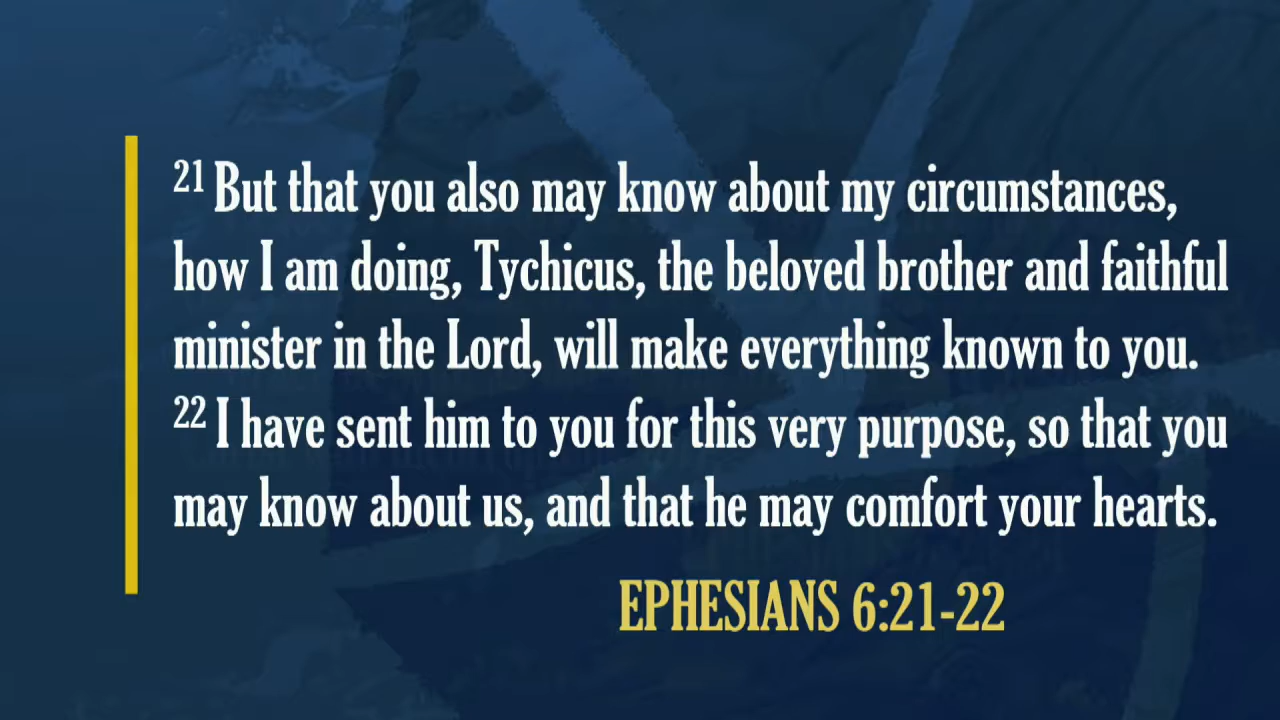 21 But that you also may know about my circumstances,
how I am doing, Tychicus, the beloved brother and faithful
minister in the Lord, will make everything known to you.
22 I have sent him to you for this very purpose, so that you
may know about us, and that he may comfort your hearts.
EPHESIANS 6:21-22